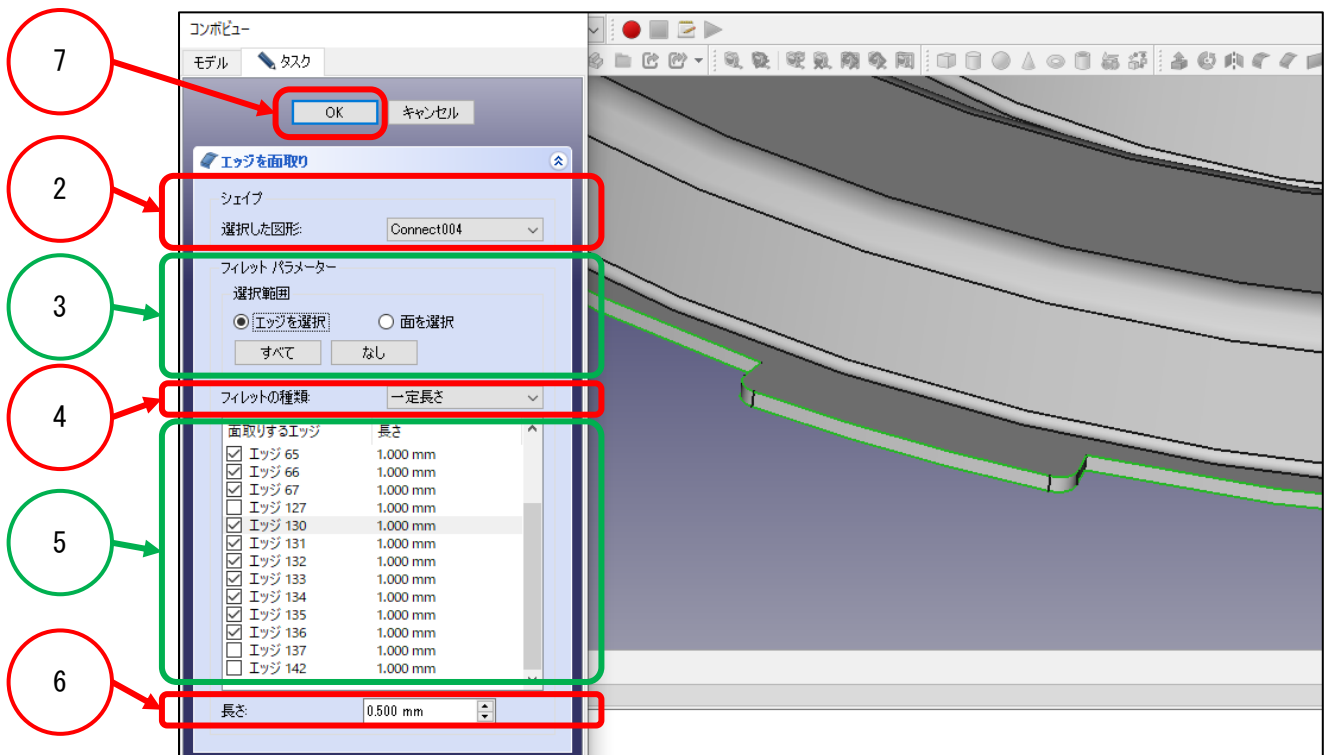 コンボビュー
モデル タスク
7
OK キャンセル
エッジを面取り
2
シェイプ
選択した図形: Connect004
フィレット パラメーター
選択範囲
3
エッジを選択 面を選択
すべて なし
4
フィレットの種類: 一定長さ
面取りするエッジ 長さ
エッジ 65 1.000 mm
エッジ 66 1.000 mm
エッジ 67 1.000 mm
エッジ 127 1.000 mm
エッジ 130 1.000 mm
5
エッジ 131 1.000 mm
エッジ 132 1.000 mm
エッジ 133 1.000 mm
エッジ 134 1.000 mm
エッジ 135 1.000 mm
エッジ 136 1.000 mm
エッジ 137 1.000 mm
エッジ 142 1.000 mm
6
長さ: 0.500 mm